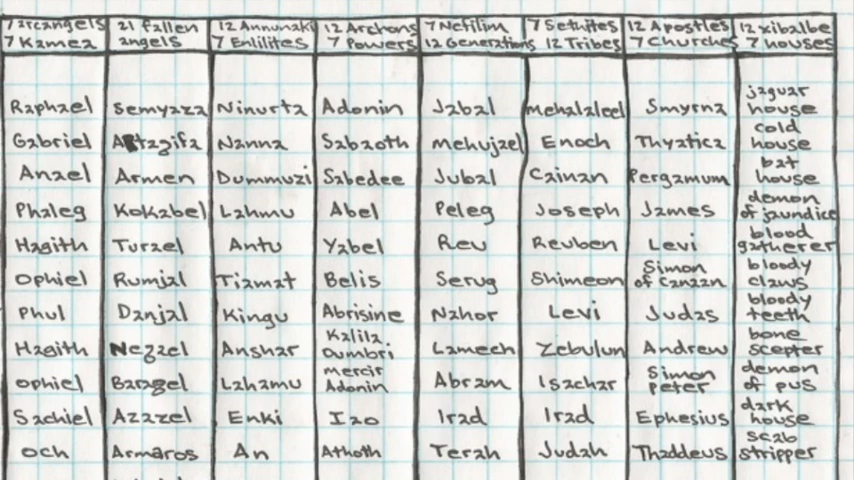 7 arcangels 21 fallen 12 Annunaki 12 Archons 7 Nefilim 7 Sethites 12 Apostles 12 xibalbe
7 Kamea angels 7 Enlilites 7 Powers 12 Generations 12 Tribes 7 Churches 7 houses
jaguar
Raphael Semyaza Ninurta Adonin Jabal Mehalaleel Smyrna house
cold
Gabriel Artaqifa Nanna Sabaoth Mehujael Enoch Thyatica house
bat
Anael Armen Dummuzi Sabedee Jubal Cainan Pergamum house
demon
Phaleg Kokabel Lahmu Abel Peleg Joseph James of jaundice
blood
Hagith Turael Antu Yabel Reu Reuben Levi gatherer
Simon bloody
Ophiel Rumjal Tiamat Belis Serug Shimeon of Canaan claws
bloody
Phul Danjal Kingu Abrisine Nahor Levi Judas teeth
Kalila bone
Hagith Neqael Anshar Oumbri Lamech Zebulun Andrew scepter
mercir Simon demon
ophiel Baraqel Lahamu Adonin Abram Isachar peter of pus
dark
Sachiel Azazel Enki Iao Irad Irad Ephesius house
scab
och Armaros An Athoth Terah Judah Thaddeus stripper